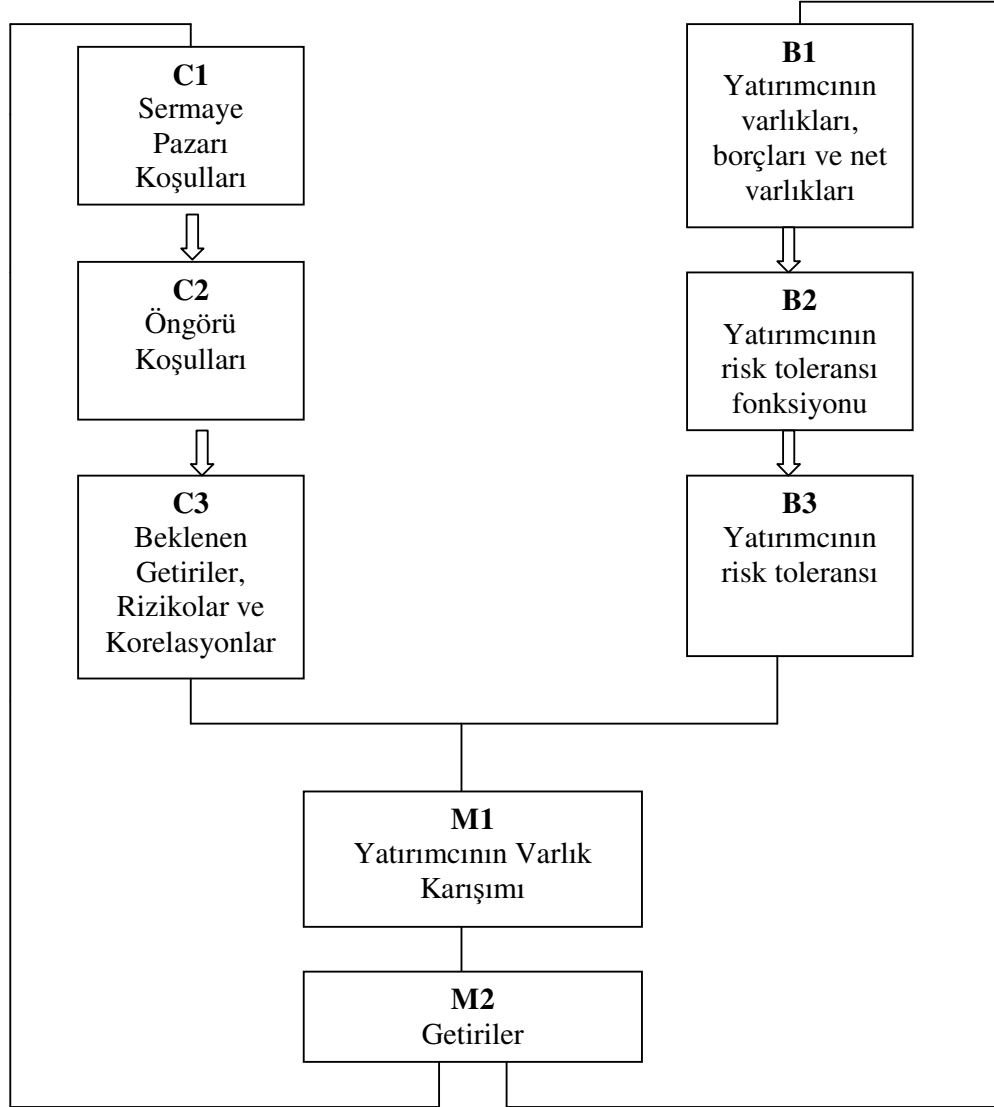 C1
Sermaye
Pazarı
Koşulları
C2
Öngörü
Koşulları
C3
Beklenen
Getiriler,
Rizikolar ve
Korelasyonlar
B1
Yatırımcının
varlıkları,
borçları ve net
varlıkları
B2
Yatırımcının
risk toleransı
fonksiyonu
B3
Yatırımcının
risk toleransı
M1
Yatırımcının Varlık
Karışımı
M2
Getiriler